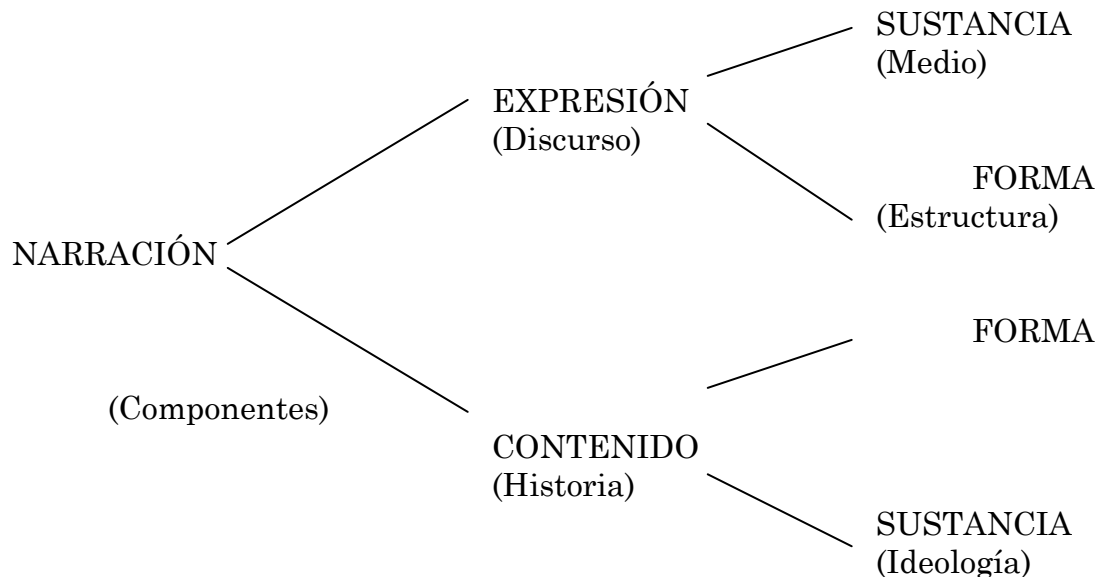 SUSTANCIA
(Medio)
EXPRESIÓN
(Discurso)
FORMA
(Estructura)
NARRACIÓN
FORMA
(Componentes)
CONTENIDO
(Historia)
SUSTANCIA
(Ideología)